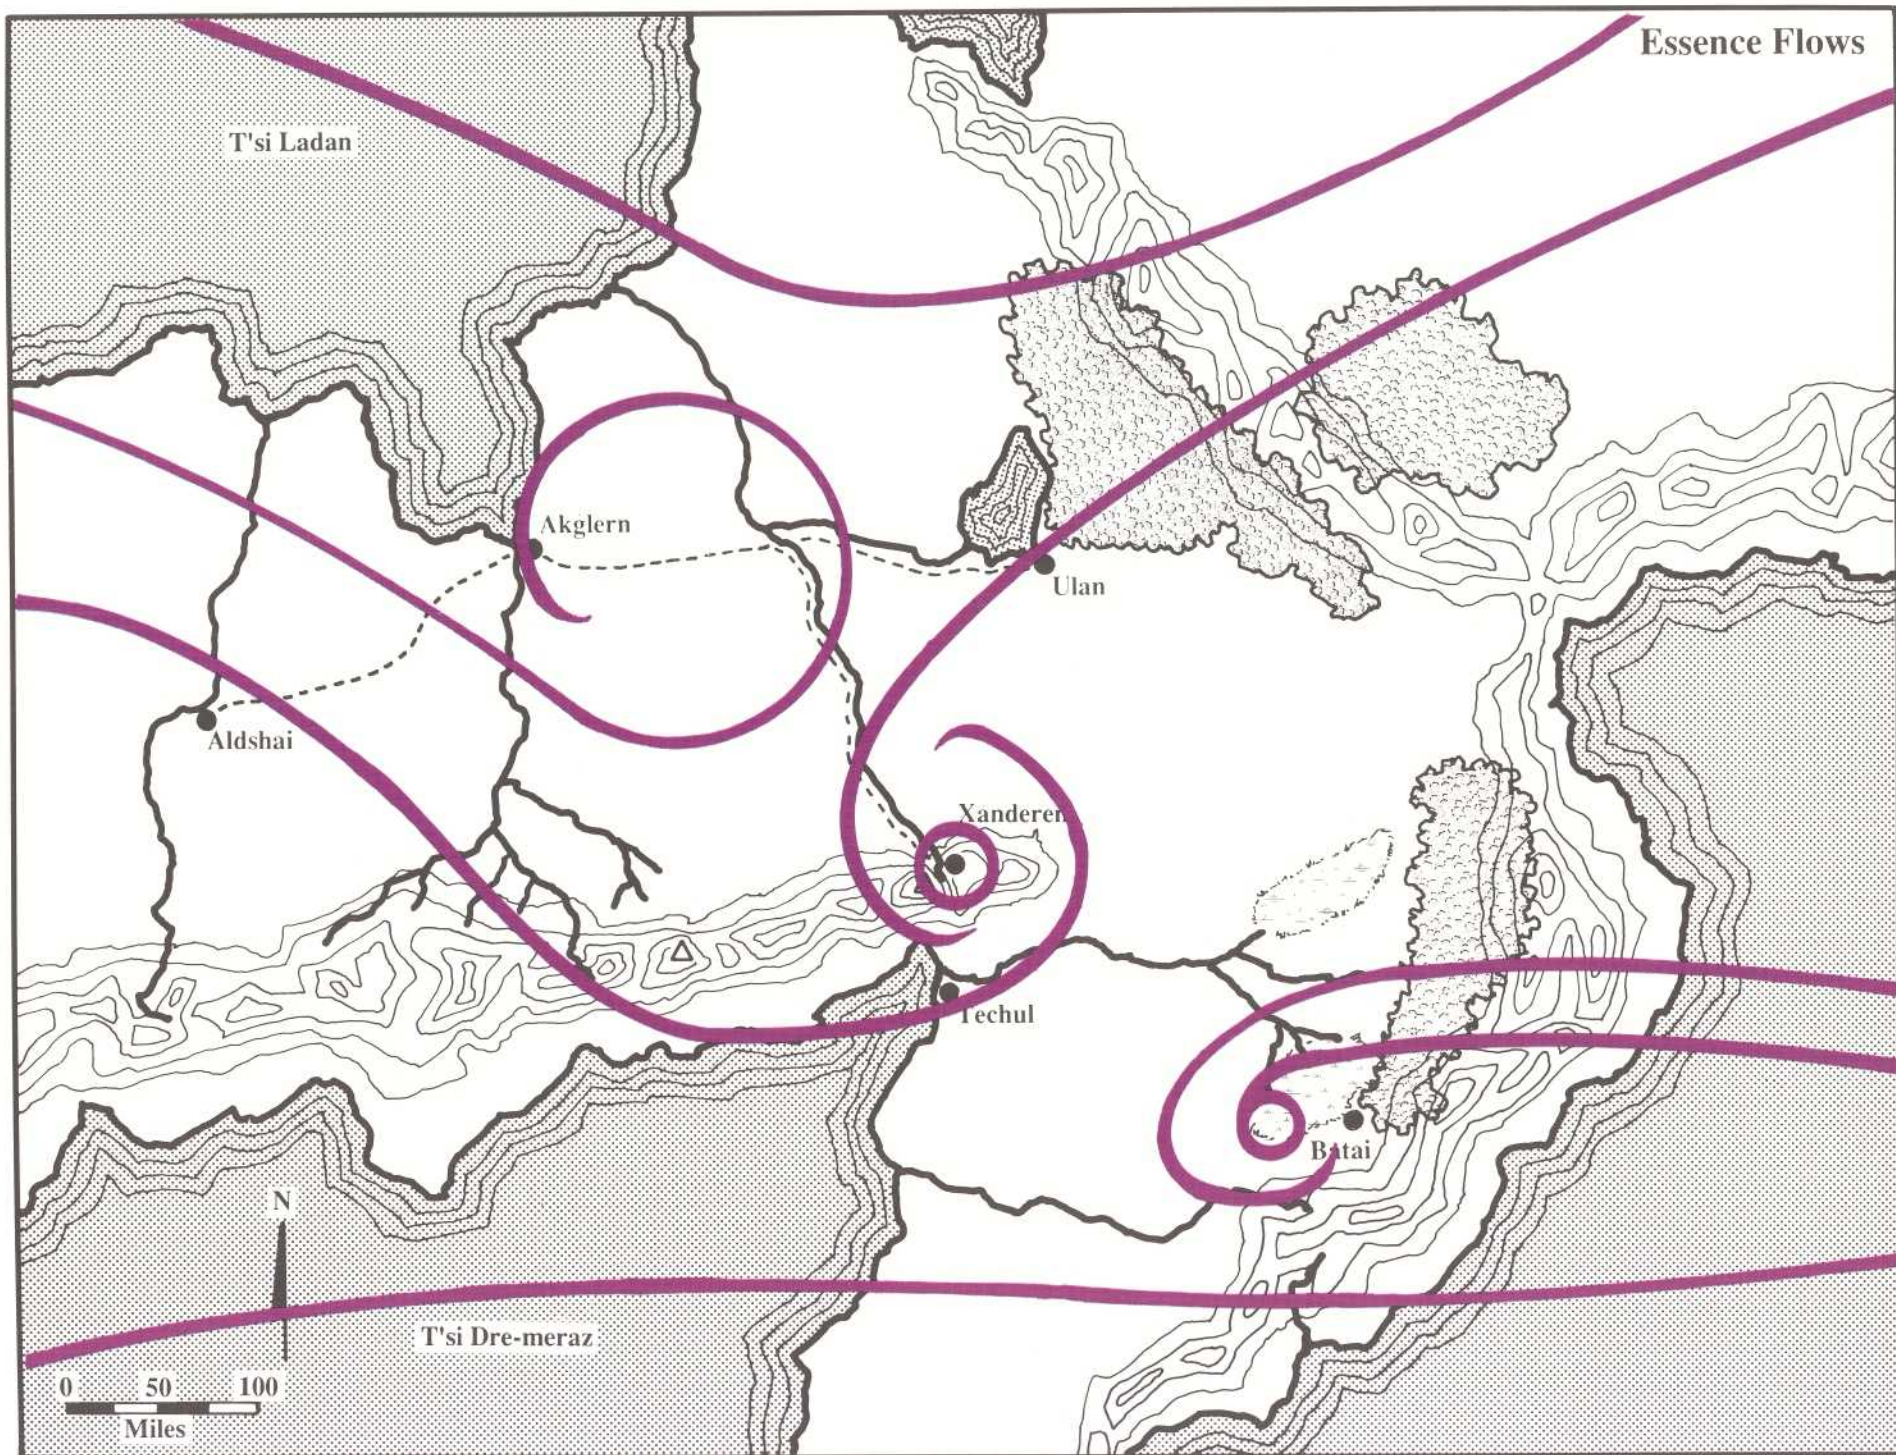 Essence Flows
T'si Ladan
Akglern
Ulan
Aldshai
Xanderen
Techul
Batai
N
T'si Dre-meraz
0 50 100
Miles